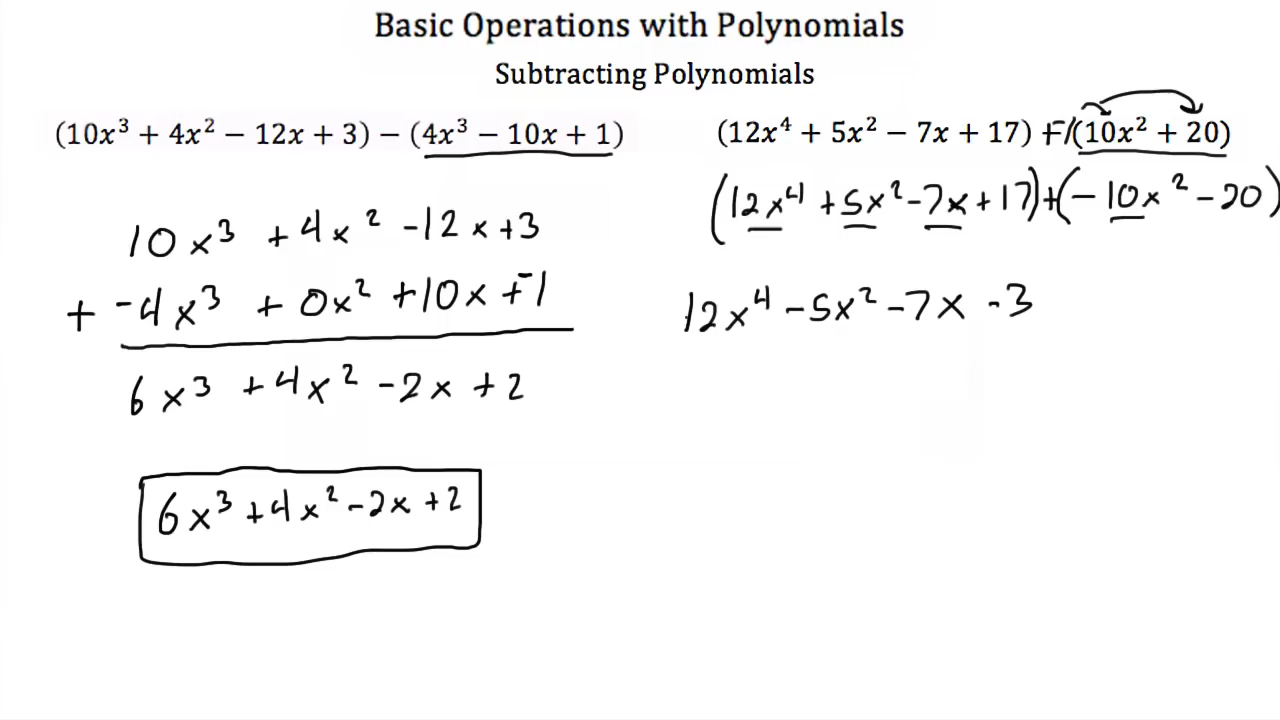 Basic Operations with Polynomials
Subtracting Polynomials
(10x³ + 4x² − 12x + 3) − (4x³ − 10x + 1)
10x³ + 4x² - 12x + 3
+ -4x³ + 0x² + 10x + -1
6x³ + 4x² - 2x + 2
6x³ + 4x² - 2x + 2
(12x⁴ + 5x² − 7x + 17) + (10x² + 20)
(12x⁴ + 5x² - 7x + 17) + (-10x² - 20)
12x⁴ - 5x² - 7x - 3